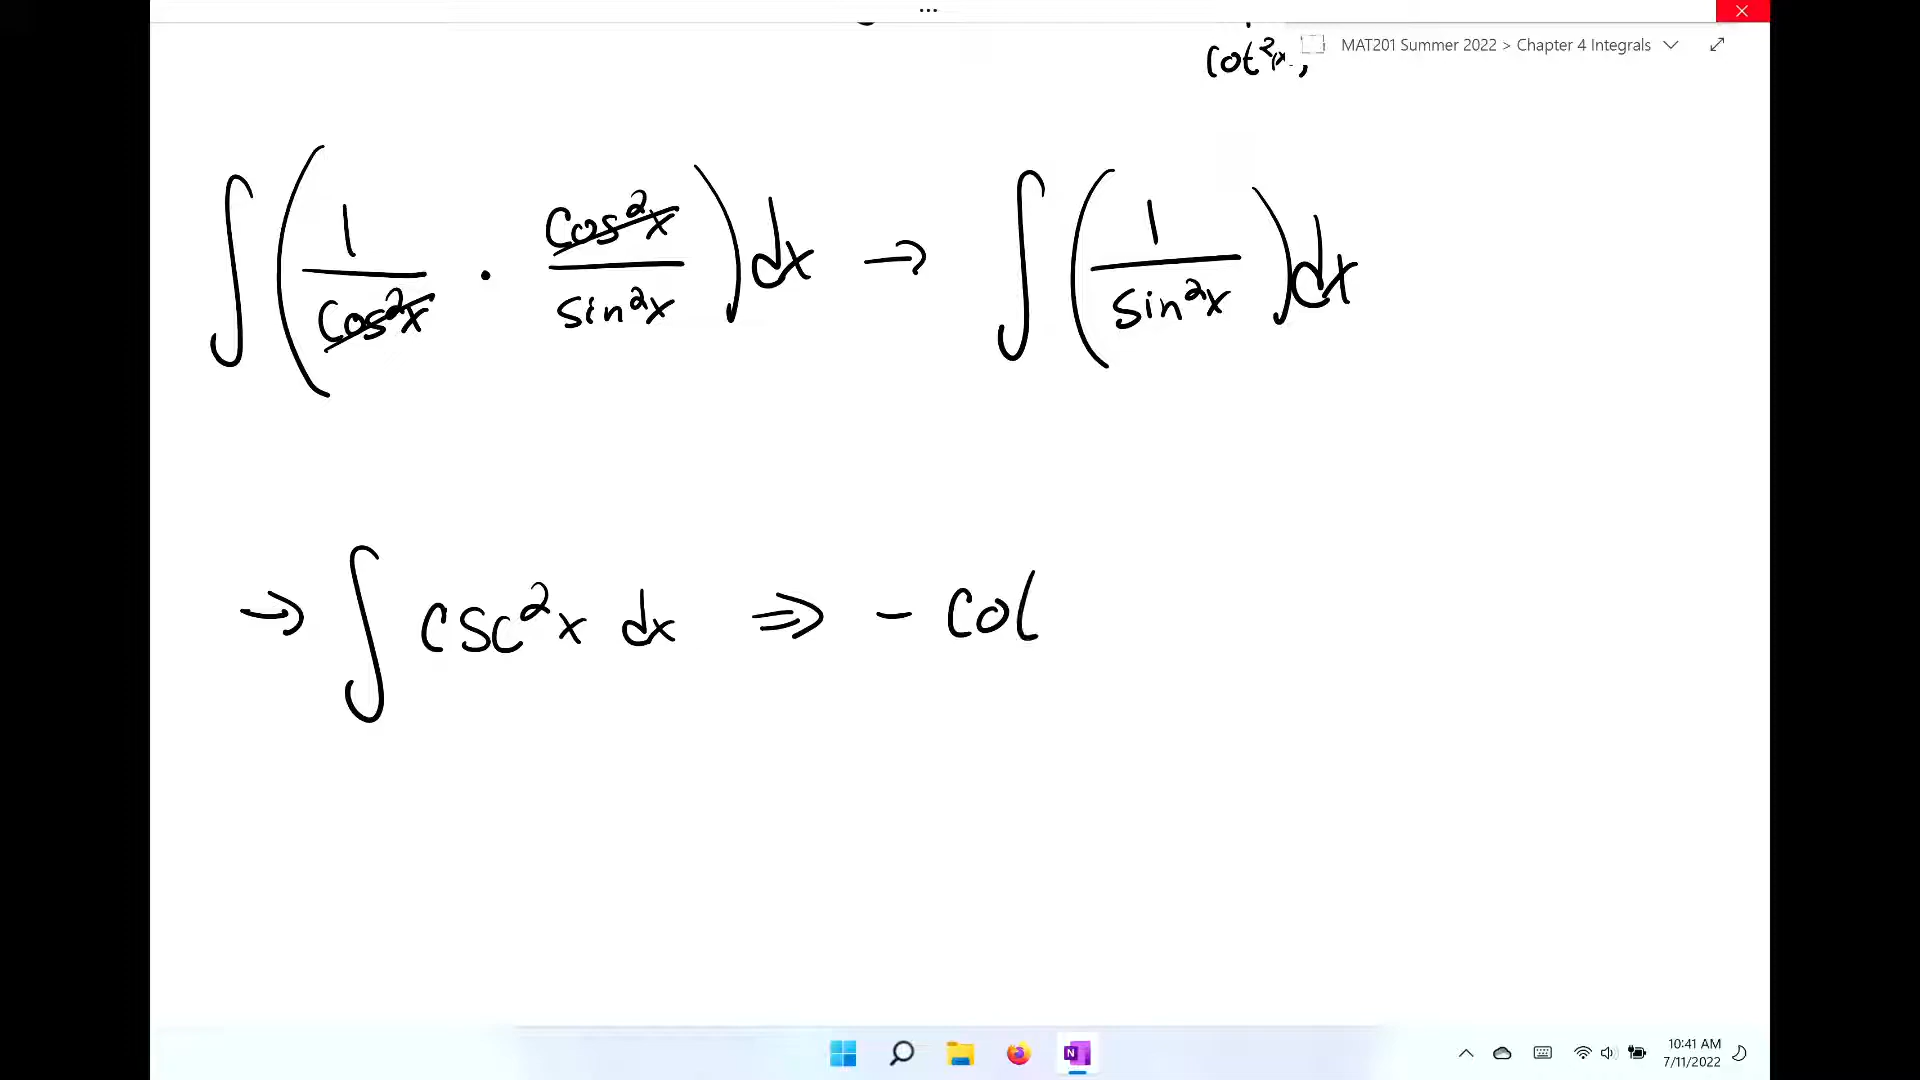 ...
MAT201 Summer 2022 > Chapter 4 Integrals
cot²x
∫ ( 1/cos²x · cos²x/sin²x ) dx → ∫ ( 1/sin²x ) dx
→ ∫ csc²x dx ⇒ - co
10:41 AM
7/11/2022